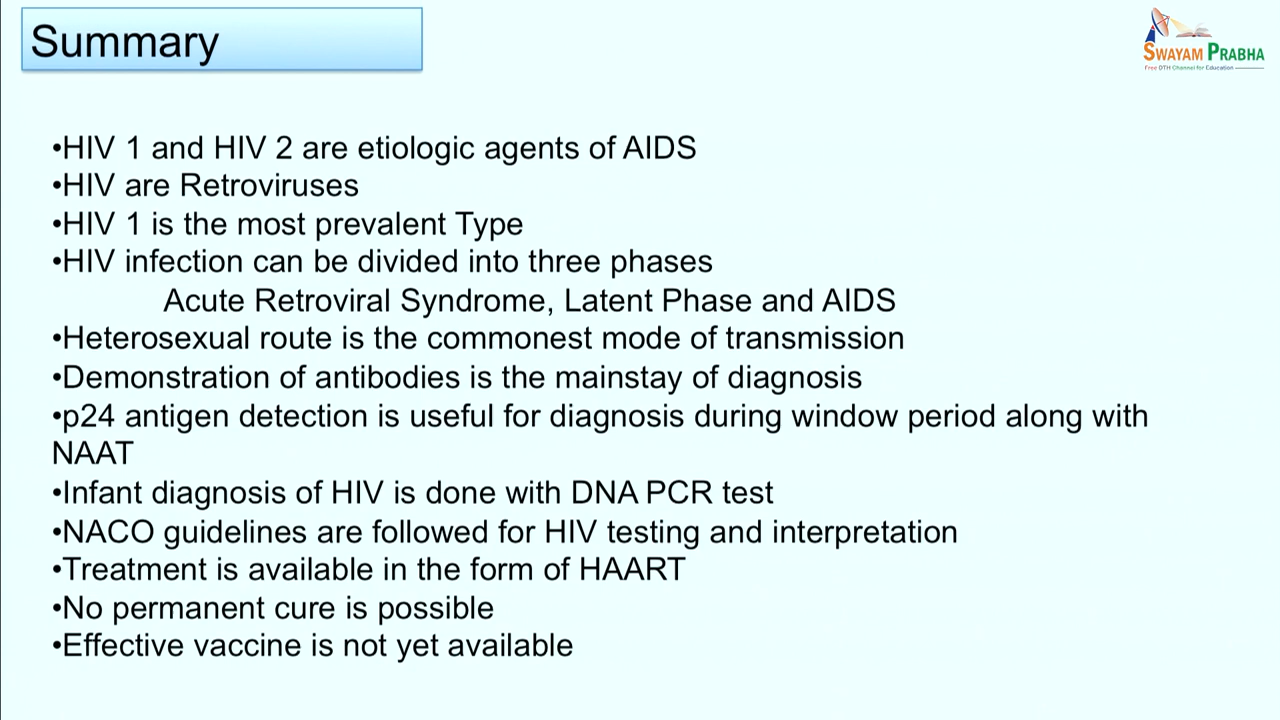 Summary
SWAYAM PRABHA
Free DTH Channel for Education
•HIV 1 and HIV 2 are etiologic agents of AIDS
•HIV are Retroviruses
•HIV 1 is the most prevalent Type
•HIV infection can be divided into three phases
Acute Retroviral Syndrome, Latent Phase and AIDS
•Heterosexual route is the commonest mode of transmission
•Demonstration of antibodies is the mainstay of diagnosis
•p24 antigen detection is useful for diagnosis during window period along with
NAAT
•Infant diagnosis of HIV is done with DNA PCR test
•NACO guidelines are followed for HIV testing and interpretation
•Treatment is available in the form of HAART
•No permanent cure is possible
•Effective vaccine is not yet available